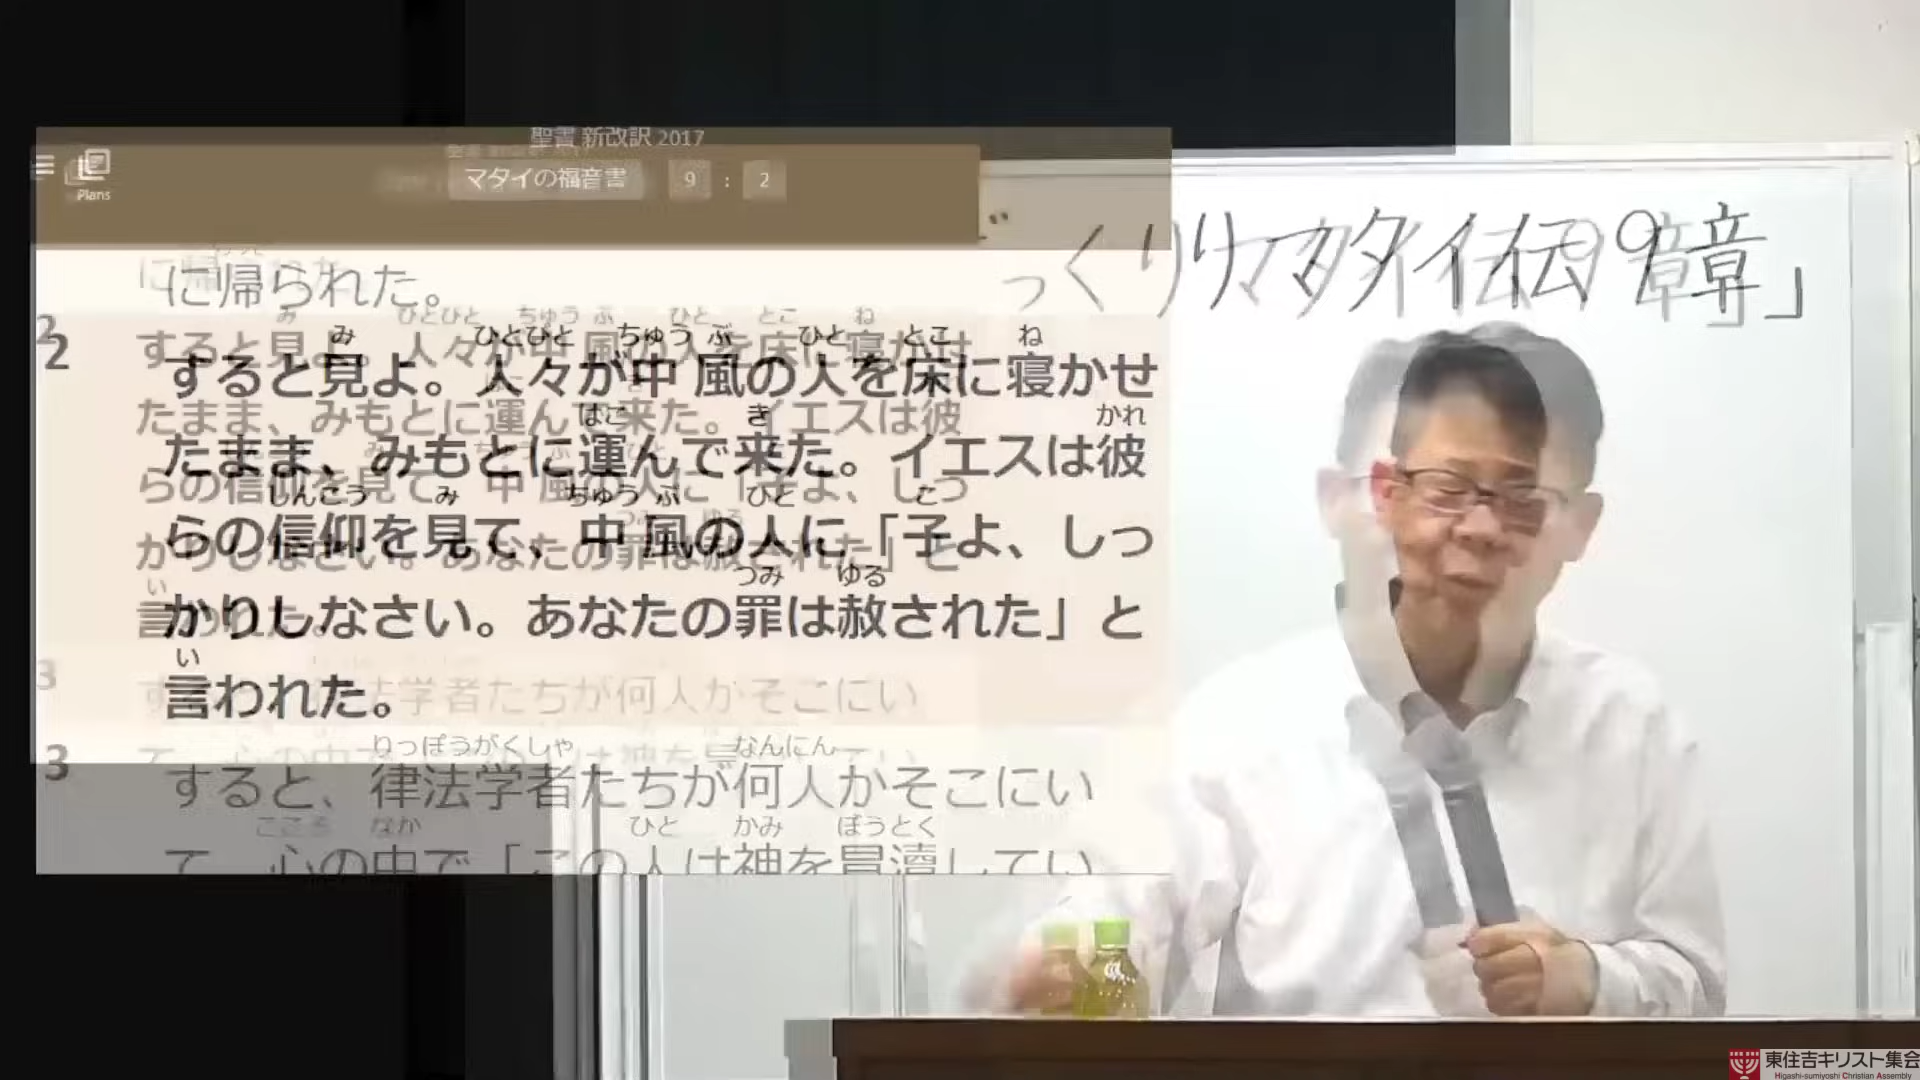 聖書 新改訳 2017
マタイの福音書 9 : 2
Plans
に帰られた。
2 すると見よ。人々が中風の人を床に寝かせ
たまま、みもとに運んで来た。イエスは彼
らの信仰を見て、中風の人に「子よ、しっ
かりしなさい。あなたの罪は赦された」と
言われた。
3 すると、律法学者たちが何人かそこにい
て、心の中で「この人は神を冒瀆してい
っくりマタイ伝9章」
東住吉キリスト集会
Higashi-sumiyoshi Christian Assembly